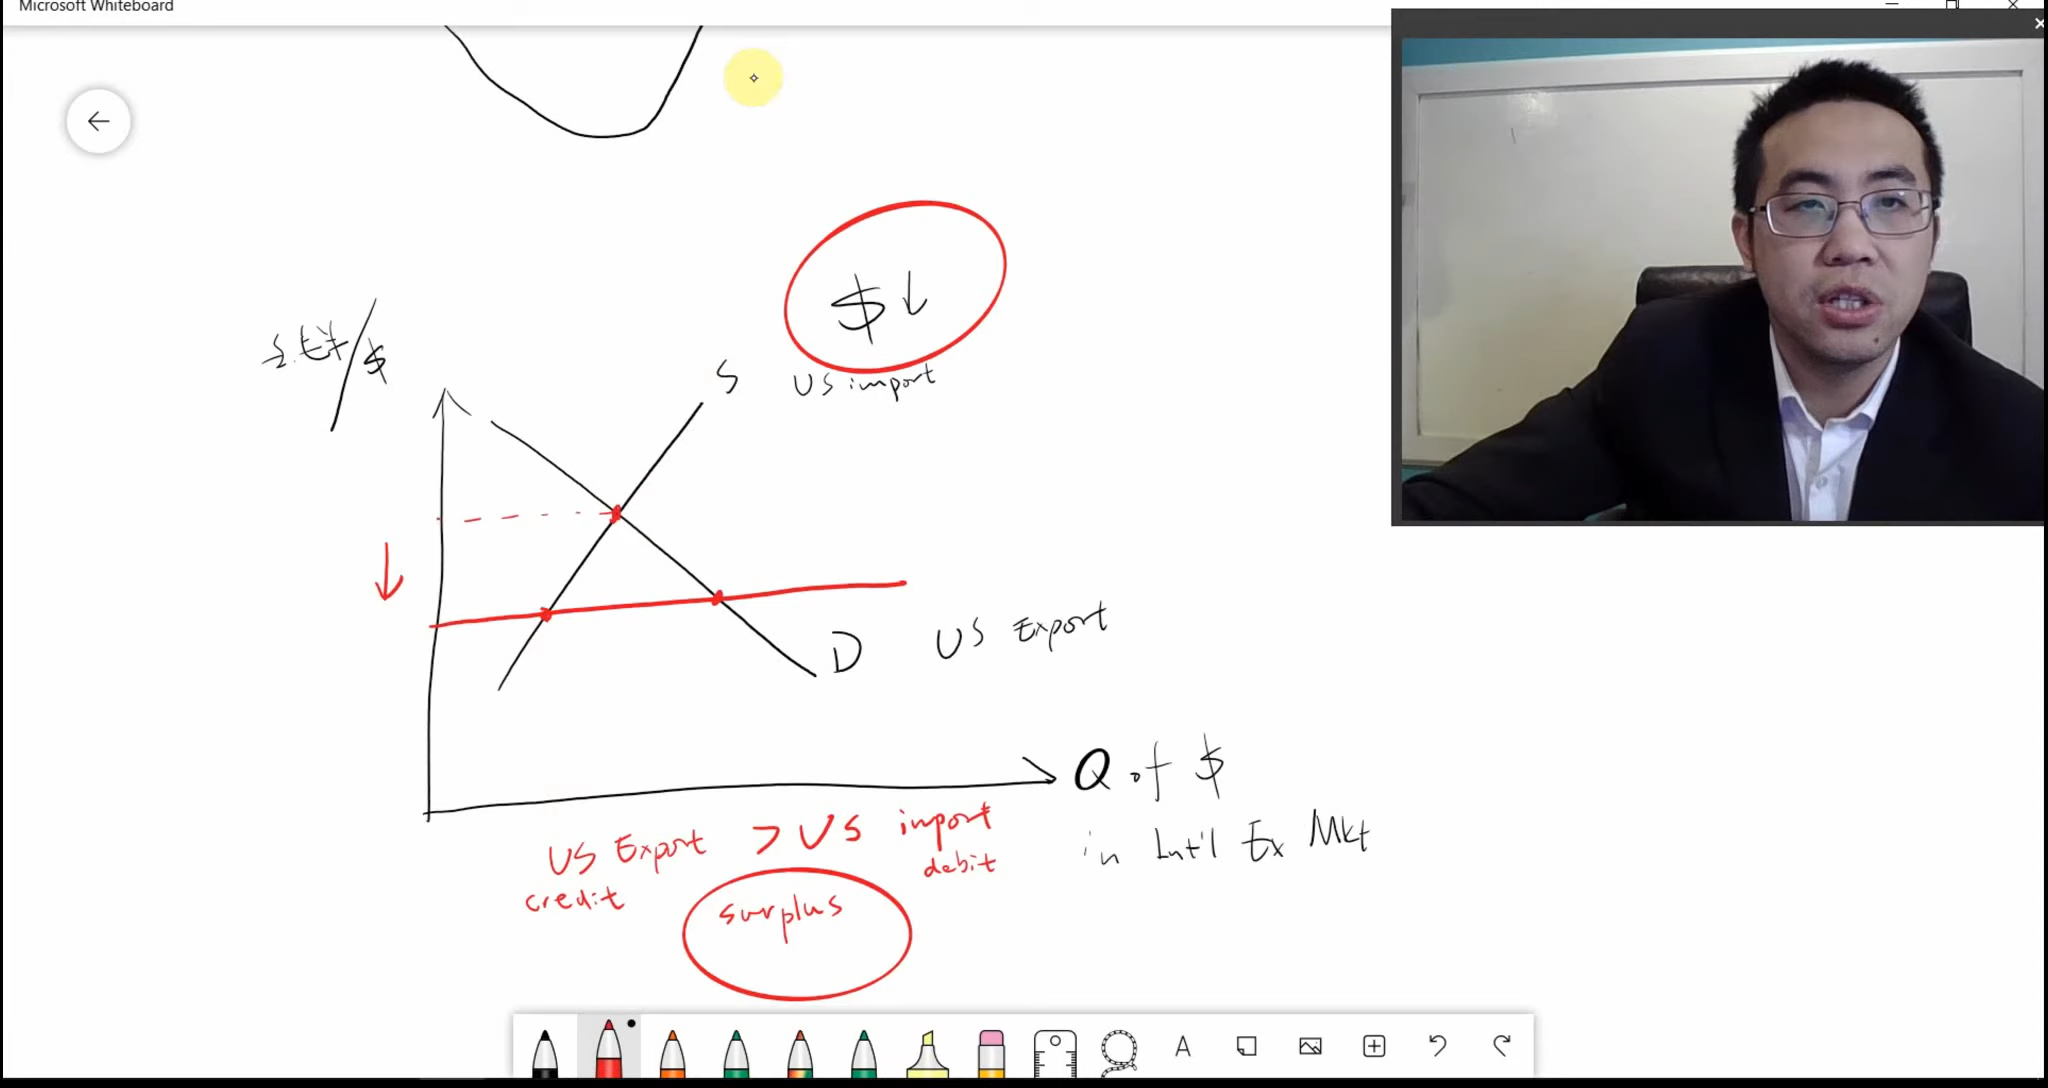 Microsoft Whiteboard
$↓
US import
S
/$
D
US Export
Q of $
in Int'l Ex Mkt
US Export > US import
credit
debit
surplus
A